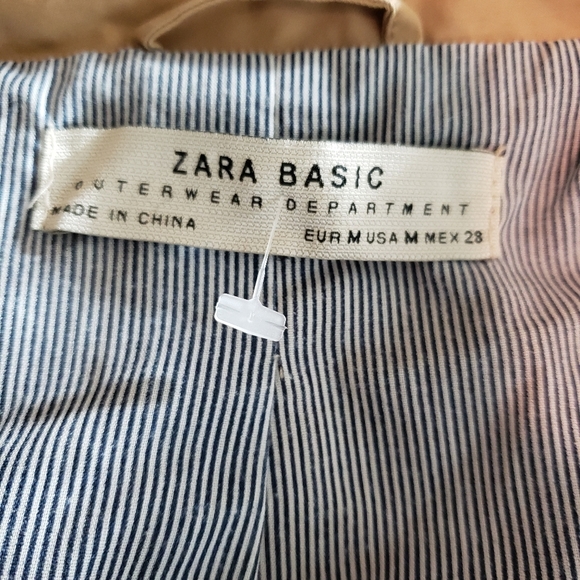 ZARA BASIC
OUTERWEAR DEPARTMENT
MADE IN CHINA
EUR M USA M MEX 28